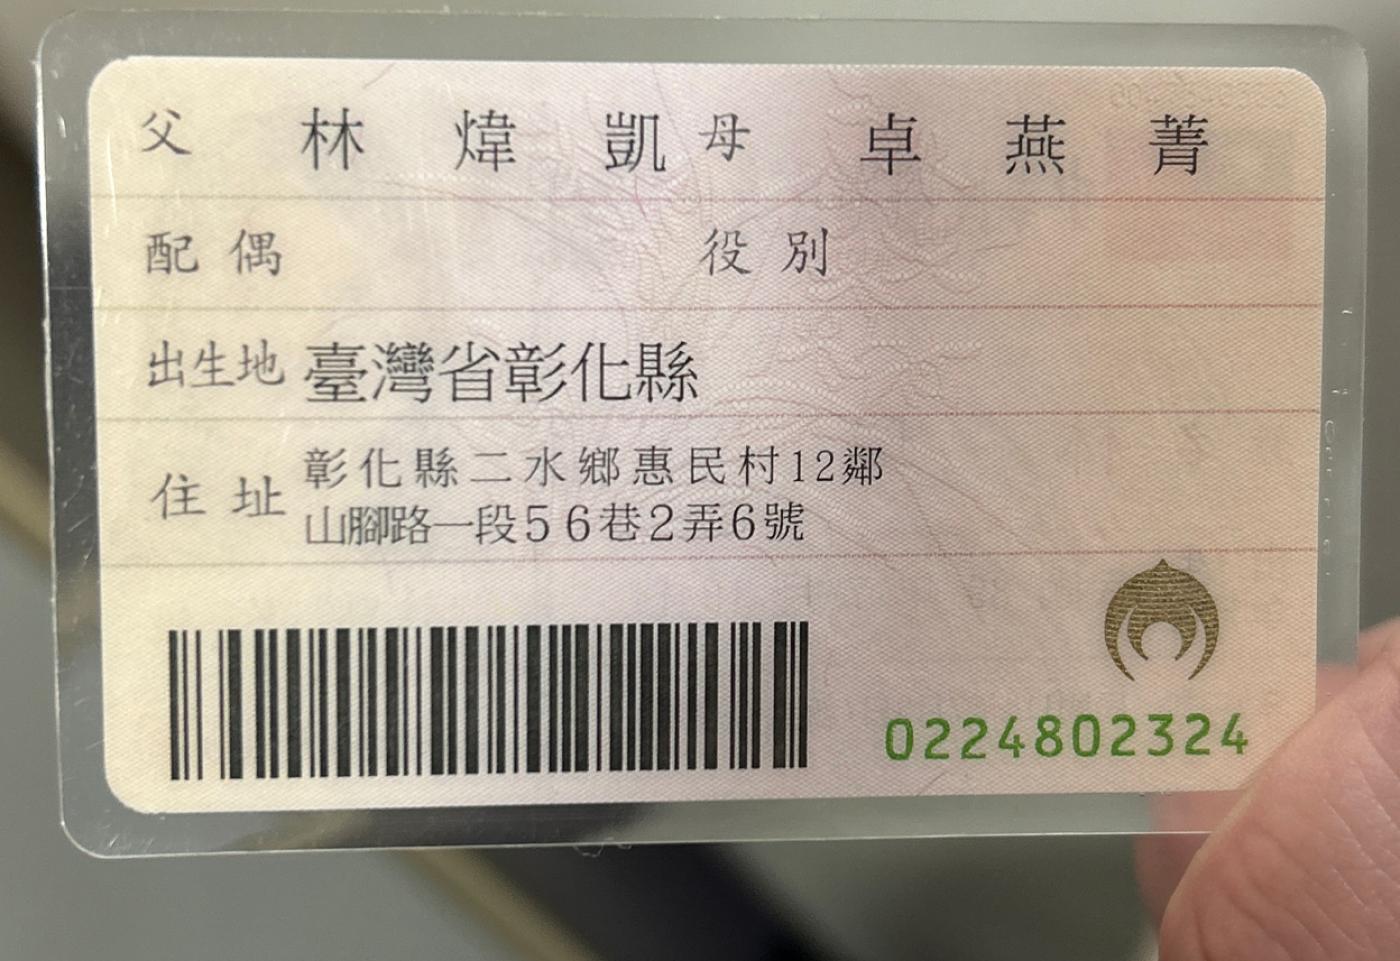 父 林煒凱 母 卓燕菁
配偶 役別
出生地 臺灣省彰化縣
住址 彰化縣二水鄉惠民村12鄰
山腳路一段56巷2弄6號
0224802324